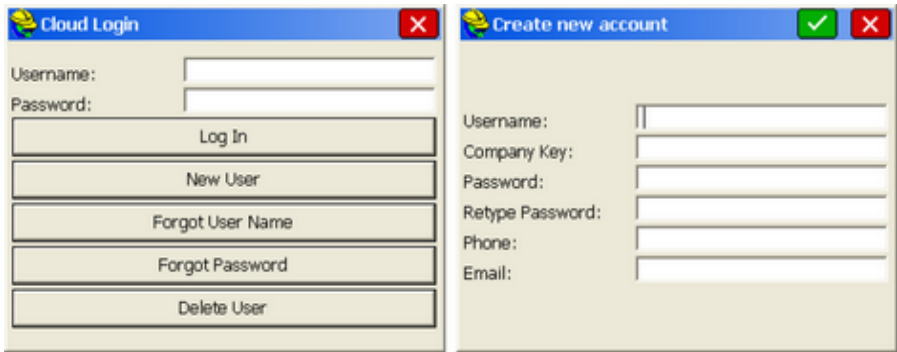 Cloud Login
Username:
Password:
Log In
New User
Forgot User Name
Forgot Password
Delete User
Create new account
Username:
Company Key:
Password:
Retype Password:
Phone:
Email: